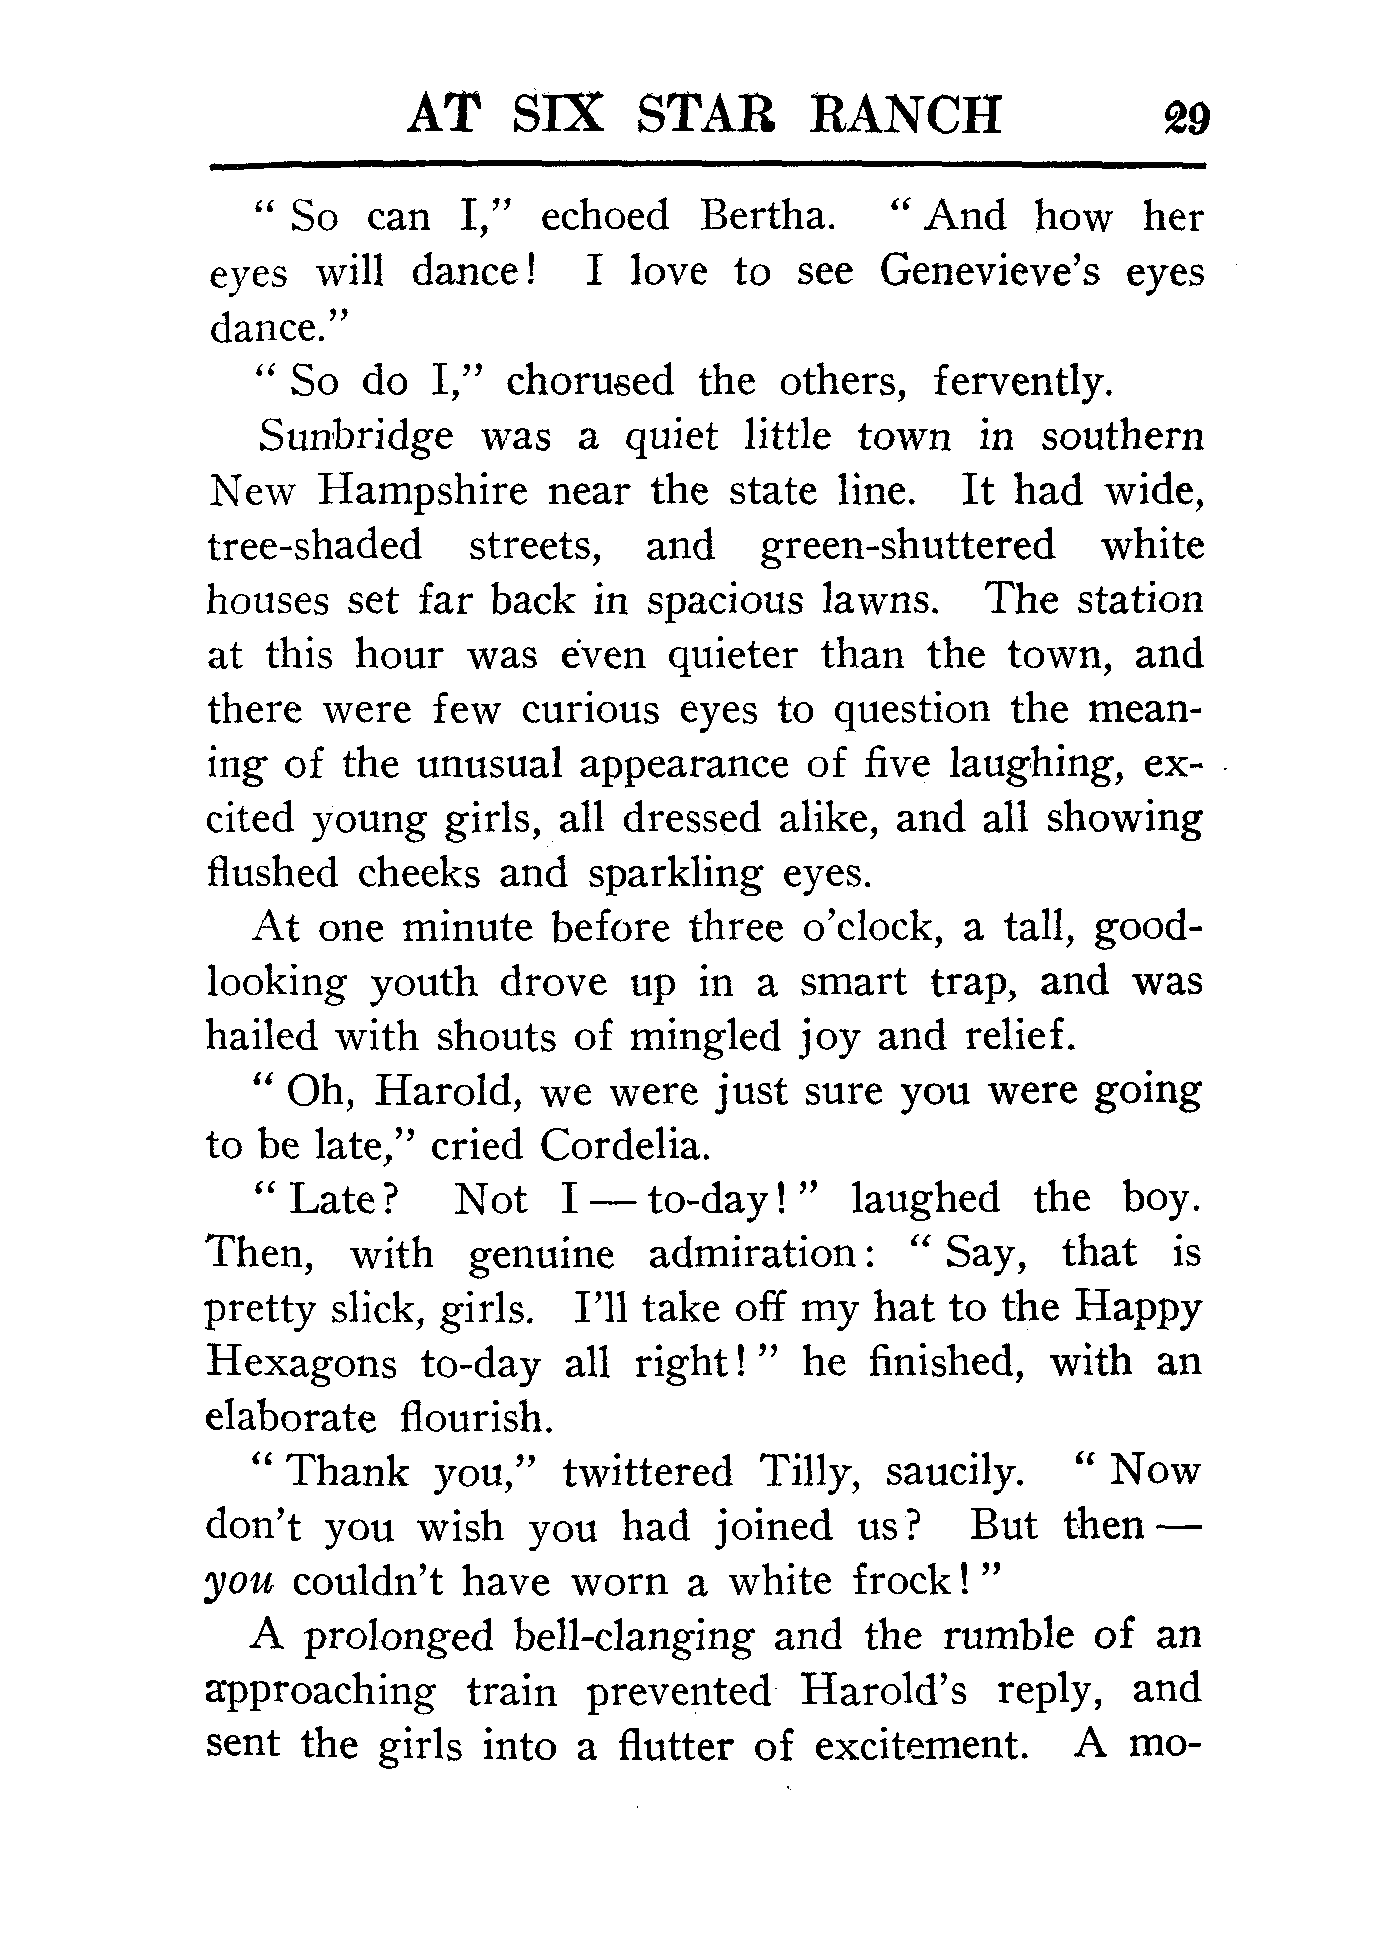 AT SIX STAR RANCH 29
“ So can I,” echoed Bertha. “ And how her
eyes will dance! I love to see Genevieve’s eyes
dance.”
“ So do I,” chorused the others, fervently.
Sunbridge was a quiet little town in southern
New Hampshire near the state line. It had wide,
tree-shaded streets, and green-shuttered white
houses set far back in spacious lawns. The station
at this hour was even quieter than the town, and
there were few curious eyes to question the mean-
ing of the unusual appearance of five laughing, ex-
cited young girls, all dressed alike, and all showing
flushed cheeks and sparkling eyes.
At one minute before three o’clock, a tall, good-
looking youth drove up in a smart trap, and was
hailed with shouts of mingled joy and relief.
“ Oh, Harold, we were just sure you were going
to be late,” cried Cordelia.
“ Late? Not I — to-day! ” laughed the boy.
Then, with genuine admiration: “ Say, that is
pretty slick, girls. I’ll take off my hat to the Happy
Hexagons to-day all right! ” he finished, with an
elaborate flourish.
“ Thank you,” twittered Tilly, saucily. “ Now
don’t you wish you had joined us? But then —
you couldn’t have worn a white frock! ”
A prolonged bell-clanging and the rumble of an
approaching train prevented Harold’s reply, and
sent the girls into a flutter of excitement. A mo-